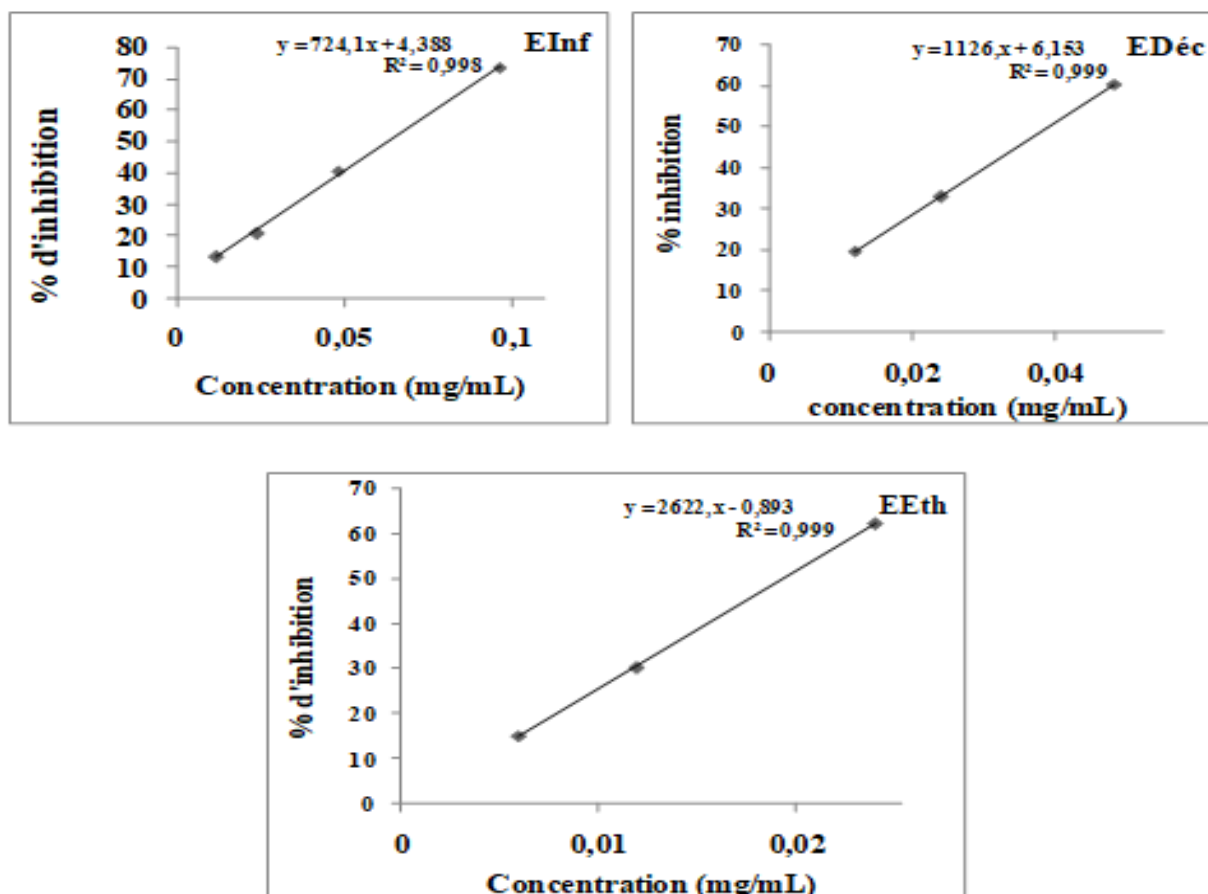 EInf
y = 724,1x + 4,388
R² = 0,998
% d'inhibition
80
70
60
50
40
30
20
10
0
0 0,05 0,1
Concentration (mg/mL)
EDéc
y = 1126,x + 6,153
R² = 0,999
% inhibition
70
60
50
40
30
20
10
0
0 0,02 0,04
concentration (mg/mL)
EEth
y = 2622,x - 0,893
R² = 0,999
% d'inhibition
70
60
50
40
30
20
10
0
0 0,01 0,02
Concentration (mg/mL)